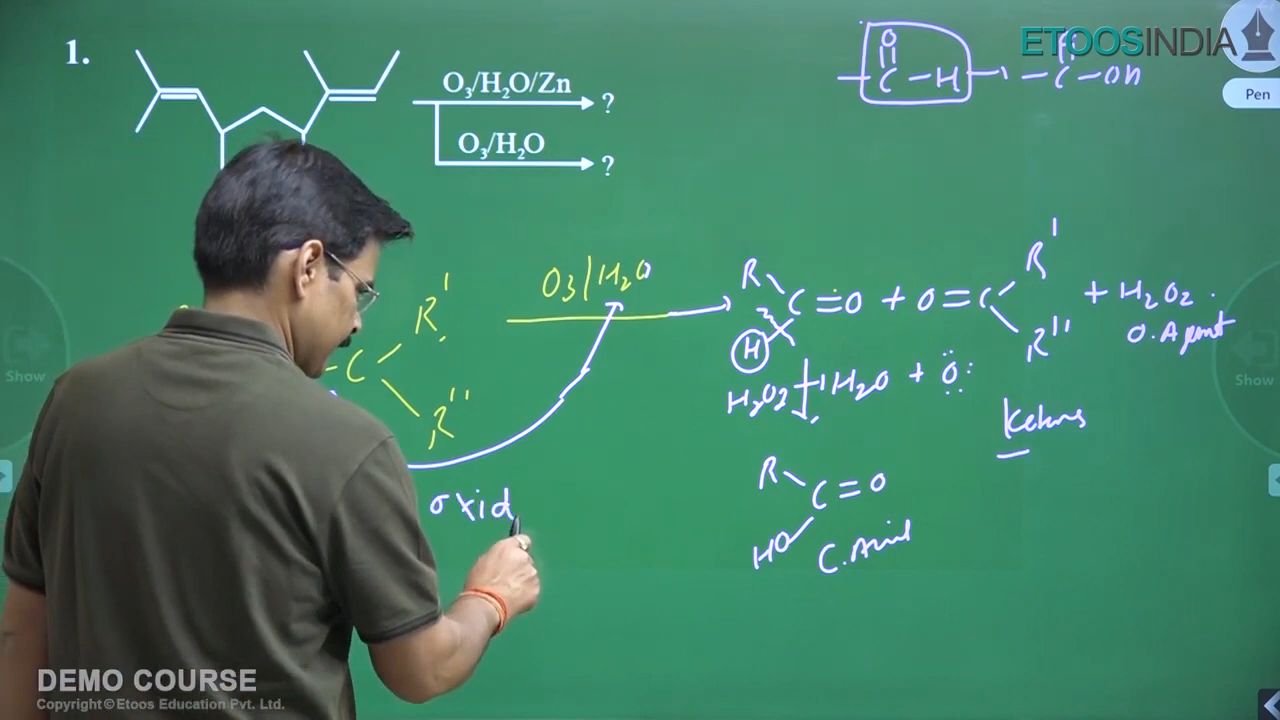 ETOOSINDIA
Pen
1.
O₃/H₂O/Zn
?
O₃/H₂O
?
O
C - H
C - OH
O₃/H₂O
R C = O + O = C R' R'' + H₂O₂
H
O. Agent
H₂O₂ H₂O + O
Ketones
C R' R''
R C = O
HO
C. Acid
oxid
Show
Show
DEMO COURSE
Copyright © Etoos Education Pvt. Ltd.